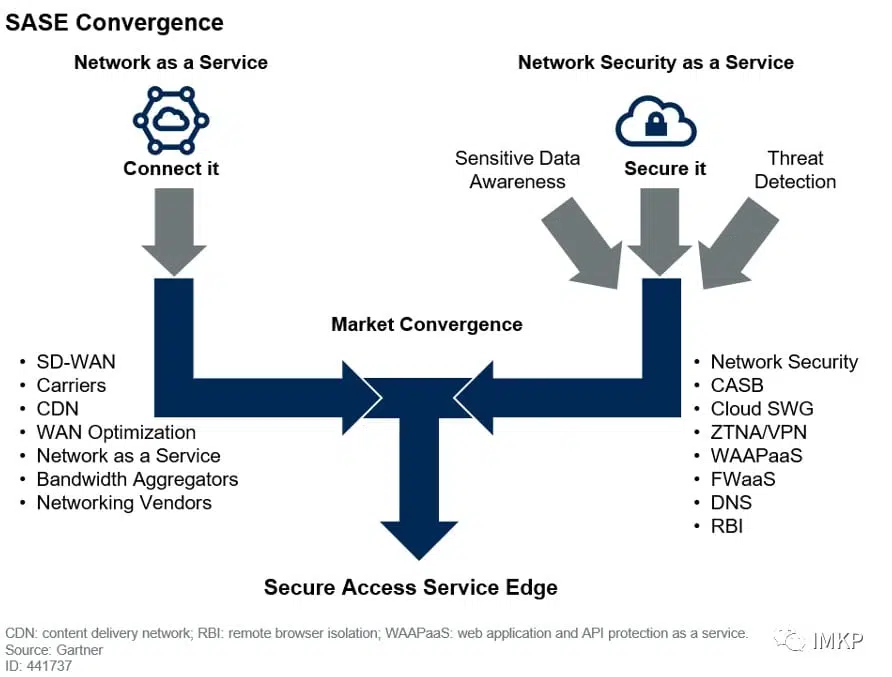 SASE Convergence
Network as a Service
Connect it
Network Security as a Service
Sensitive Data
Awareness
Secure it
Threat
Detection
Market Convergence
• SD-WAN
• Carriers
• CDN
• WAN Optimization
• Network as a Service
• Bandwidth Aggregators
• Networking Vendors
• Network Security
• CASB
• Cloud SWG
• ZTNA/VPN
• WAAPaaS
• FWaaS
• DNS
• RBI
Secure Access Service Edge
CDN: content delivery network; RBI: remote browser isolation; WAAPaaS: web application and API protection as a service.
Source: Gartner
ID: 441737
IMKP